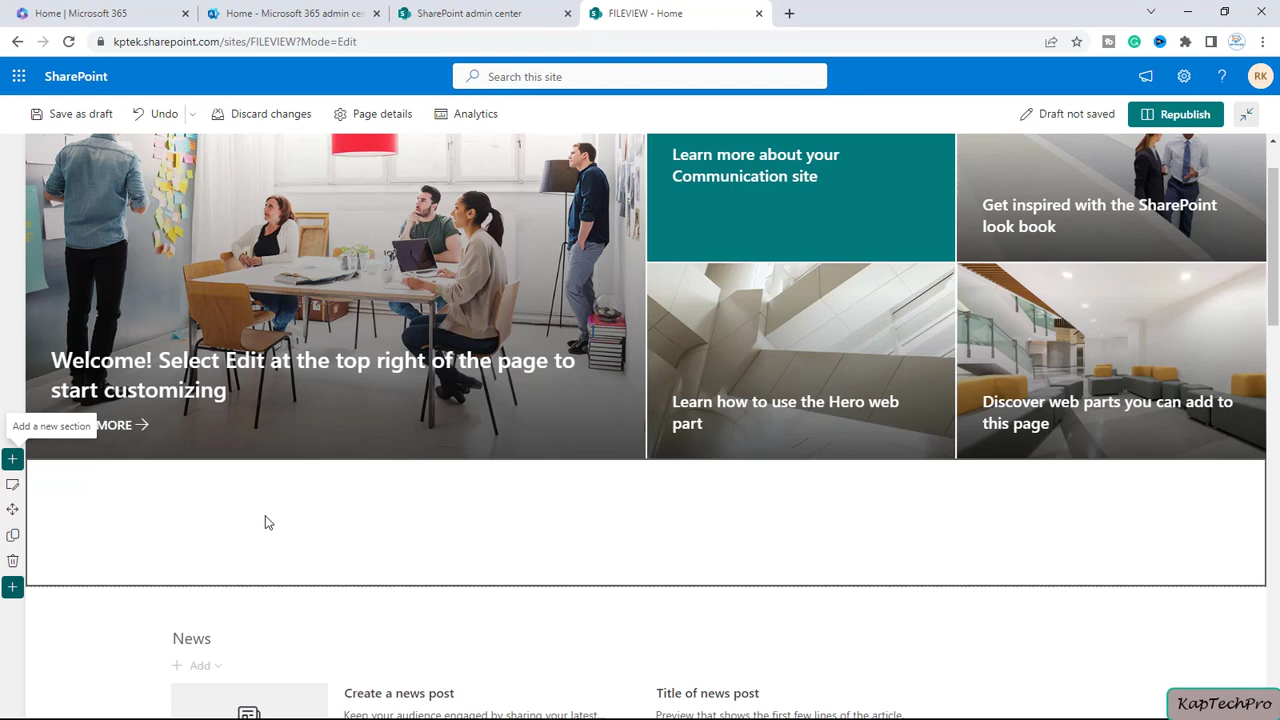 Home | Microsoft 365
Home - Microsoft 365 admin cen
SharePoint admin center
FILEVIEW - Home
kptek.sharepoint.com/sites/FILEVIEW?Mode=Edit
SharePoint
Search this site
RK
Save as draft
Undo
Discard changes
Page details
Analytics
Draft not saved
Republish
Learn more about your
Communication site
Get inspired with the SharePoint
look book
Welcome! Select Edit at the top right of the page to
start customizing
MORE
Learn how to use the Hero web
part
Discover web parts you can add to
this page
Add a new section
News
Add
Create a news post
Title of news post
Keep your audience engaged by sharing your latest...
Preview that shows the first few lines of the article.
KapTechPro